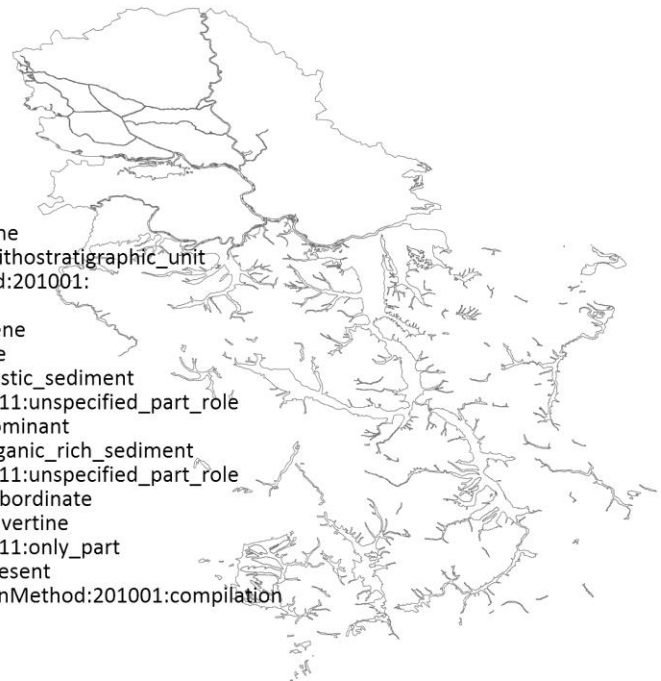 ne
ithostratigraphic_unit
d:201001:
ene
e
stic_sediment
11:unspecified_part_role
ominant
ganic_rich_sediment
11:unspecified_part_role
bordinate
vertine
11:only_part
esent
nMethod:201001:compilation